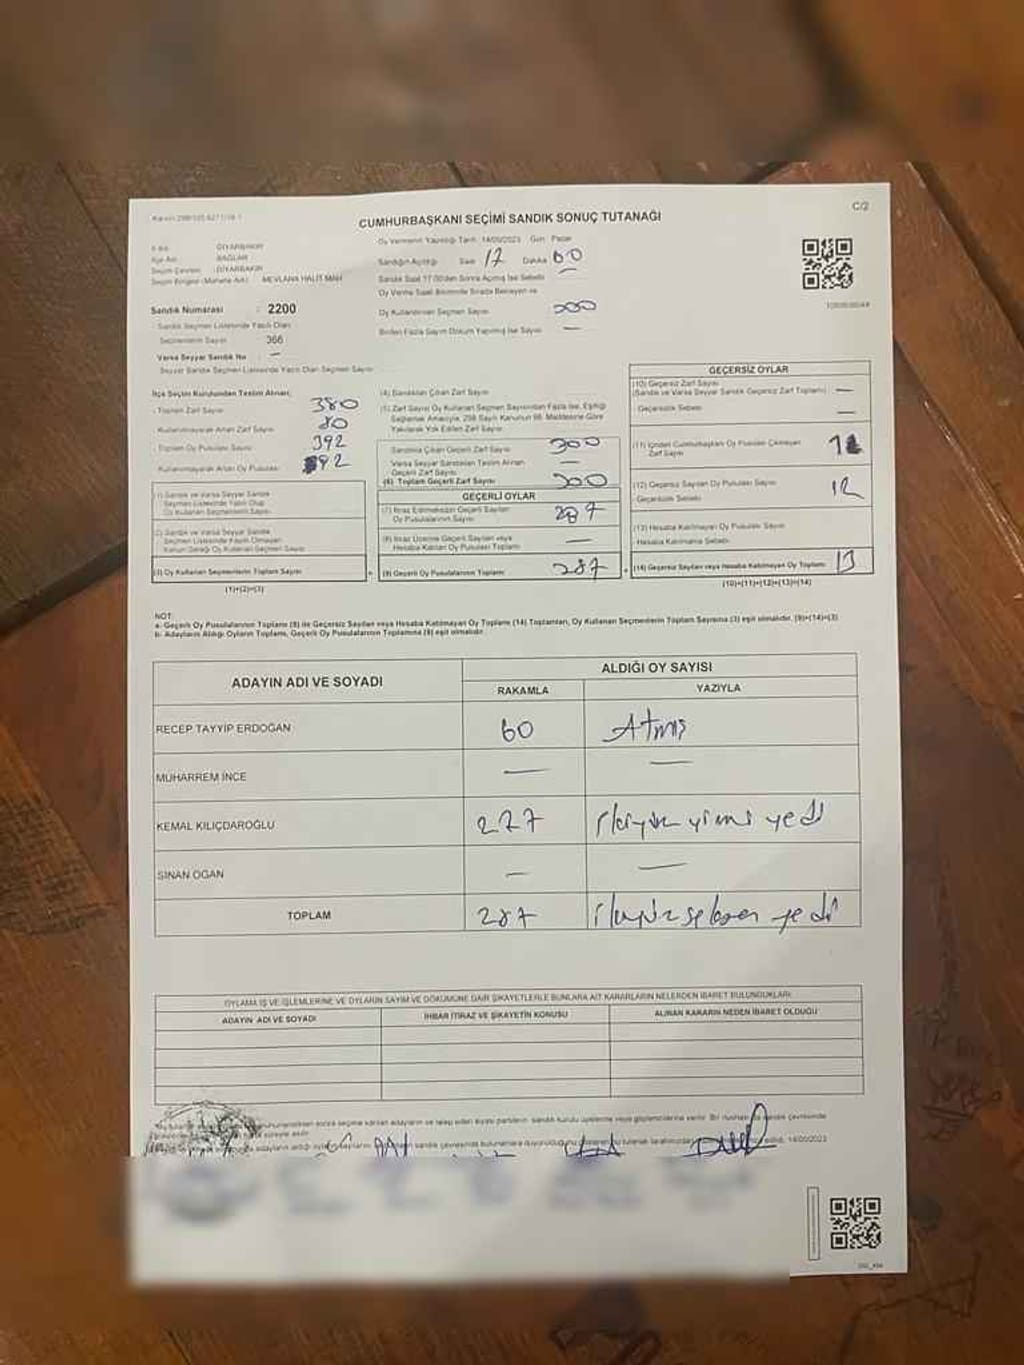 CUMHURBAŞKANI SEÇİMİ SANDIK SONUÇ TUTANAĞI
C/2
İl Adı : DİYARBAKIR
İlçe Adı : BAĞLAR
Seçim Çevresi : DİYARBAKIR
Seçim Bölgesi (Muhtarlık Adı) : MEVLANA HALİT MAH
Oy Vermenin Yapıldığı Tarih: 14/05/2023 Gün: Pazar
Sandığın Açıldığı Saat 17 Dakika 00
Sandık Saat 17:00'den Sonra Açılmış İse Sebebi —
Oy Verme Saati Bitiminde Sırada Bekleyen ve
Oy Kullandırılan Seçmen Sayısı
Birden Fazla Sayım Döküm Yapılmış İse Sayısı —
Sandık Numarası : 2200
Sandık Seçmen Listesinde Yazılı Olan
Seçmenlerin Sayısı 366
Varsa Seyyar Sandık No : —
Seyyar Sandık Seçmen Listesinde Yazılı Olan Seçmen Sayısı
İlçe Seçim Kurulundan Teslim Alınan;
Toplam Zarf Sayısı 380
Kullanılmayarak Artan Zarf Sayısı 80
Toplam Oy Pusulası Sayısı 392
Kullanılmayarak Artan Oy Pusulası 92
(1) Sandık ve Varsa Seyyar Sandık
Seçmen Listesinde Yazılı Olup
Oy Kullanan Seçmenlerin Sayısı
(2) Sandık ve Varsa Seyyar Sandık
Seçmen Listesinde Yazılı Olmayan
Kanun Gereği Oy Kullanan Seçmen Sayısı
(3) Oy Kullanan Seçmenlerin Toplam Sayısı
(1)+(2)=(3)
(4) Sandıktan Çıkan Zarf Sayısı
(5) Zarf Sayısı Oy Kullanan Seçmen Sayısından Fazla İse, Eşitliği
Sağlamak Amacıyla, 298 Sayılı Kanunun 98. Maddesine Göre
Yakılarak Yok Edilen Zarf Sayısı
Sandıkta Çıkan Geçerli Zarf Sayısı 300
Varsa Seyyar Sandıktan Teslim Alınan
Geçerli Zarf Sayısı —
(6) Toplam Geçerli Zarf Sayısı 300
GEÇERLİ OYLAR
(7) İtiraz Edilmeksizin Geçerli Sayılan
Oy Pusulalarının Sayısı 287
(8) İtiraz Üzerine Geçerli Sayılan veya
Hesaba Katılan Oy Pusulası Toplamı —
(9) Geçerli Oy Pusulalarının Toplamı 287
GEÇERSİZ OYLAR
(10) Geçersiz Zarf Sayısı —
(Sandık ve Varsa Seyyar Sandık Geçersiz Zarf Toplamı)
Geçersizlik Sebebi —
(11) İçinden Cumhurbaşkanı Oy Pusulası Çıkmayan
Zarf Sayısı
(12) Geçersiz Sayılan Oy Pusulası Sayısı 12
Geçersizlik Sebebi
(13) Hesaba Katılmayan Oy Pusulası Sayısı
Hesaba Katılmama Sebebi
(14) Geçersiz Sayılan veya Hesaba Katılmayan Oy Toplamı 13
(10)+(11)+(12)+(13)=(14)
NOT:
a- Geçerli Oy Pusulalarının Toplamı (9) ile Geçersiz Sayılan veya Hesaba Katılmayan Oy Toplamı (14) Toplamları, Oy Kullanan Seçmenlerin Toplam Sayısına (3) eşit olmalıdır. (9)+(14)=(3)
b- Adayların Aldığı Oyların Toplamı, Geçerli Oy Pusulalarının Toplamına (9) eşit olmalıdır.
ADAYIN ADI VE SOYADI
ALDIĞI OY SAYISI
RAKAMLA YAZIYLA
RECEP TAYYİP ERDOĞAN 60 Atmış
MUHARREM İNCE — —
KEMAL KILIÇDAROĞLU 227 ikiyüz yirmi yedi
SİNAN OĞAN — —
TOPLAM 287 ikiyüz seksen yedi
OYLAMA İŞ VE İŞLEMLERİNE VE OYLARIN SAYIM VE DÖKÜMÜNE DAİR ŞİKAYETLERLE BUNLARA AİT KARARLARIN NELERDEN İBARET BULUNDUKLARI
ADAYIN ADI VE SOYADI İHBAR İTİRAZ VE ŞİKAYETİN KONUSU ALINAN KARARIN NEDEN İBARET OLDUĞU
14/05/2023